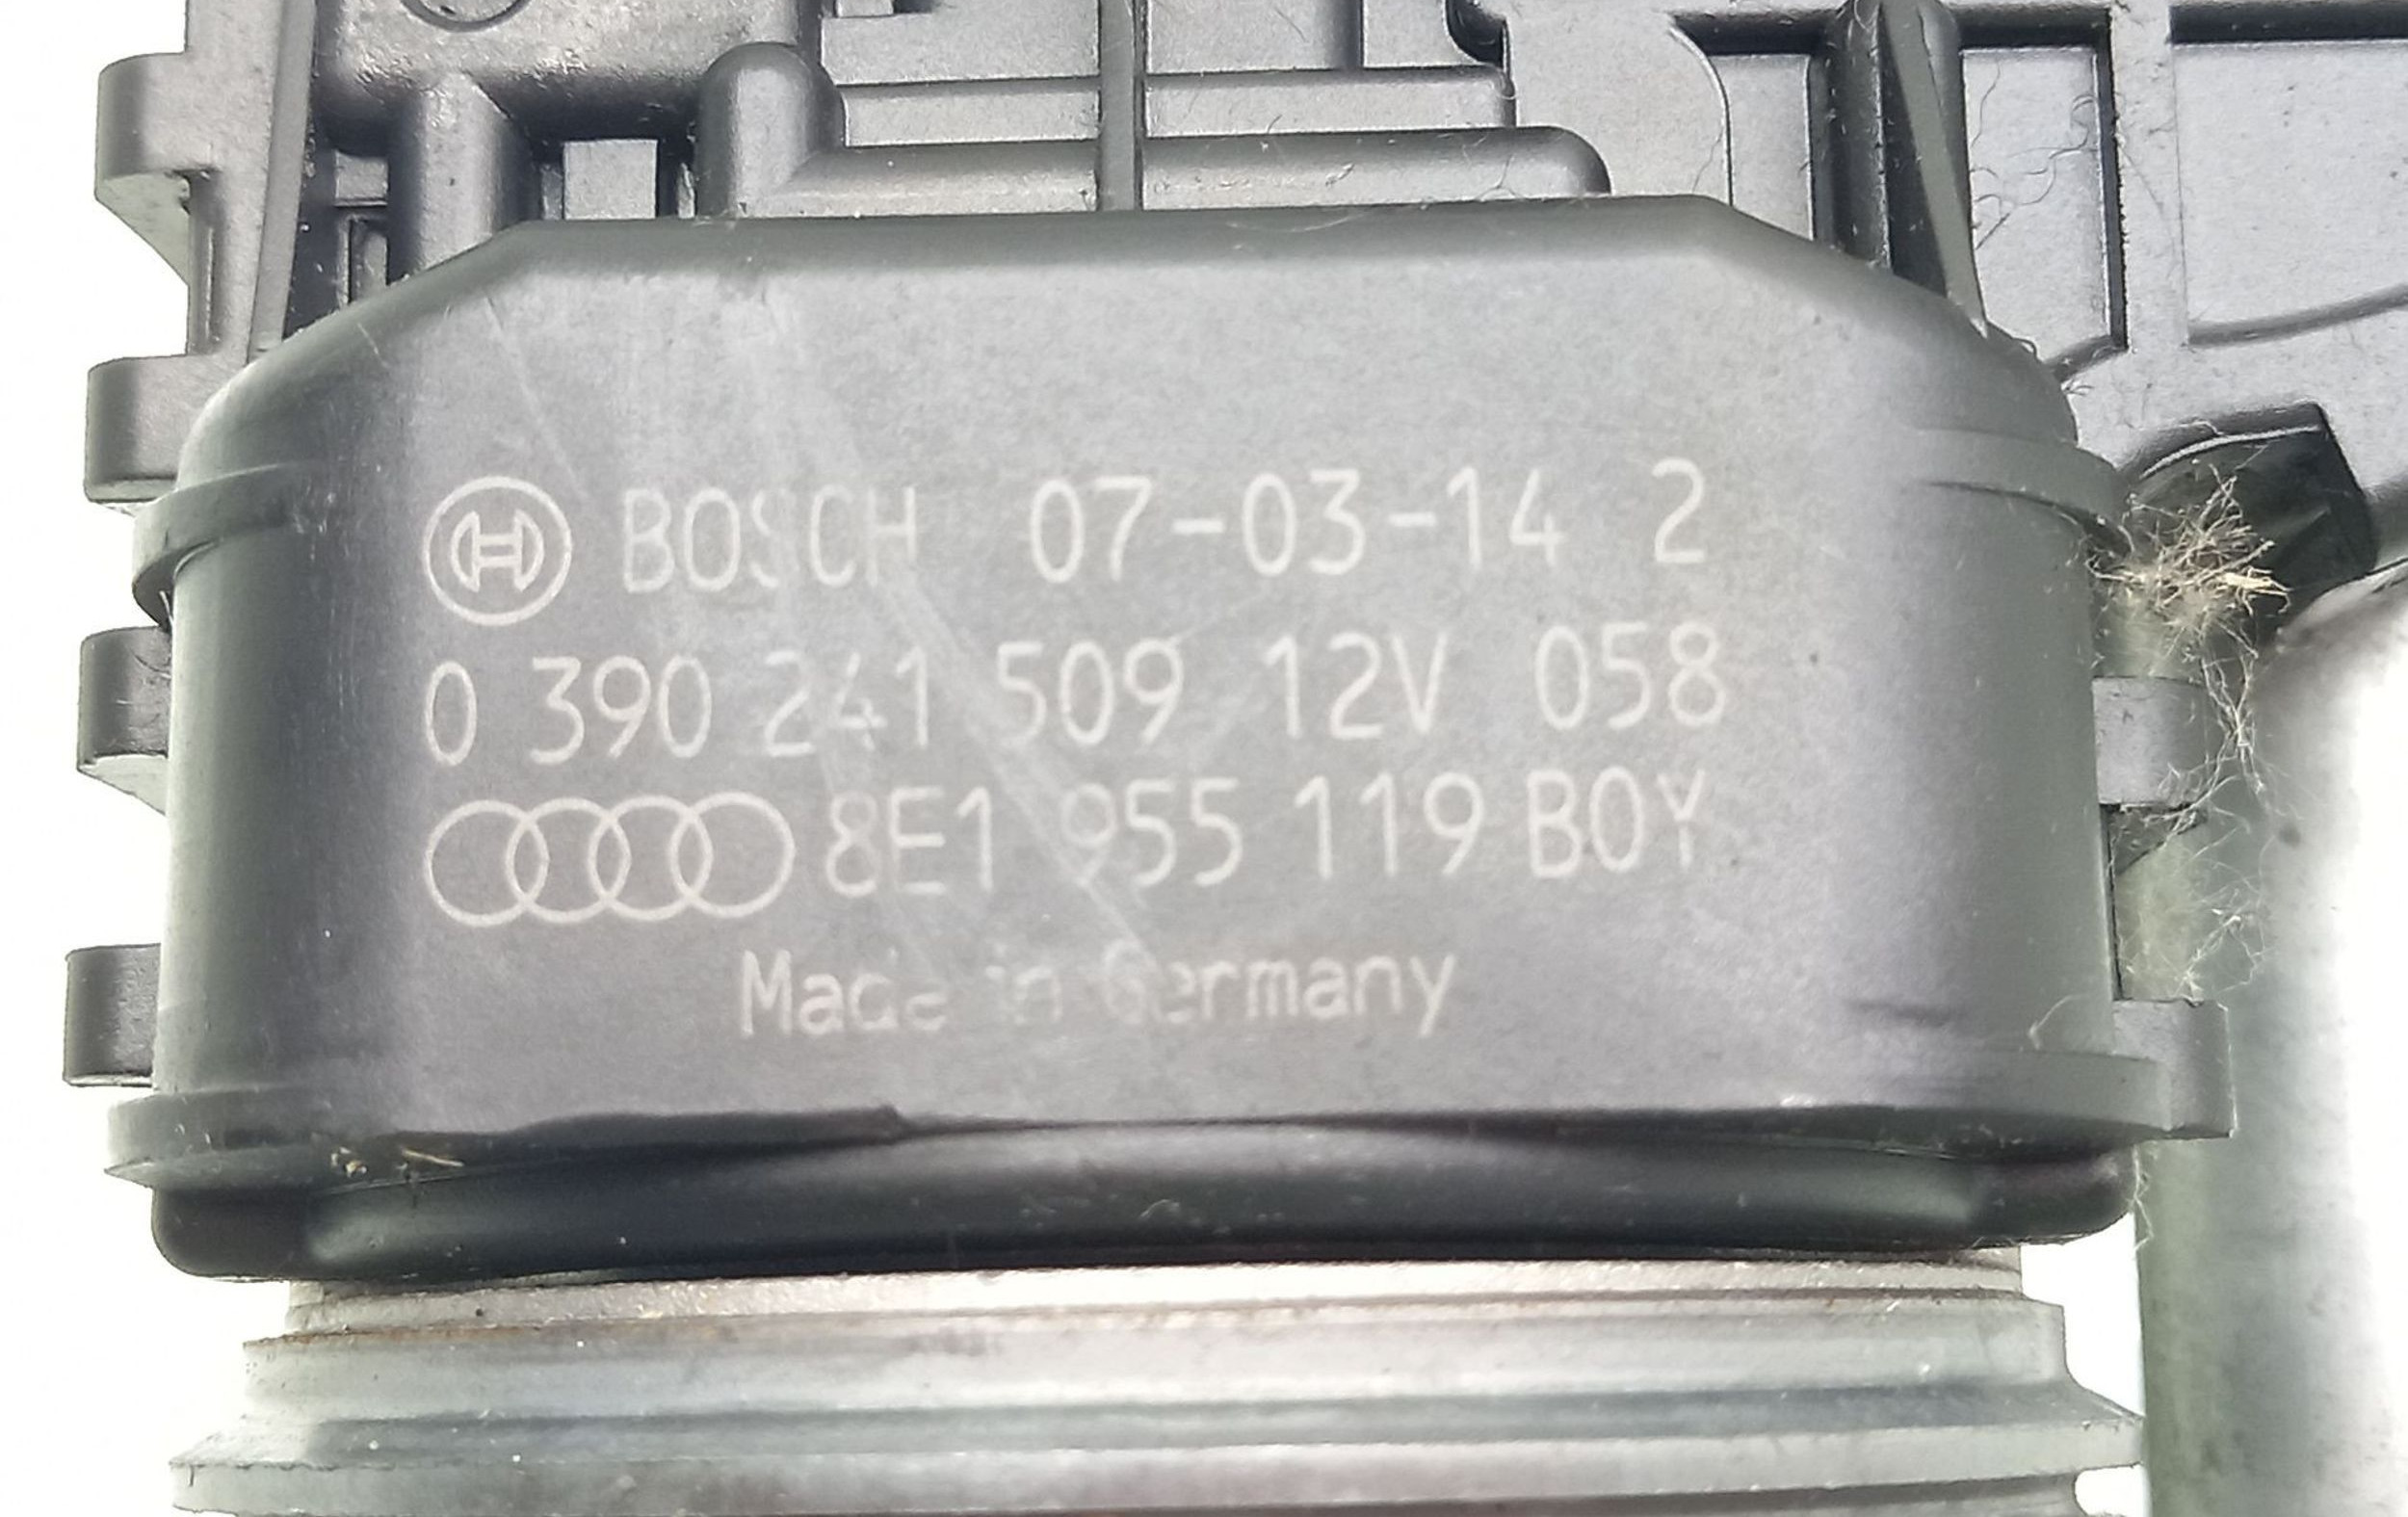 BOSCH 07-03-14 2
0 390 241 509 12V 058
8E1 955 119 B0Y
Made in Germany